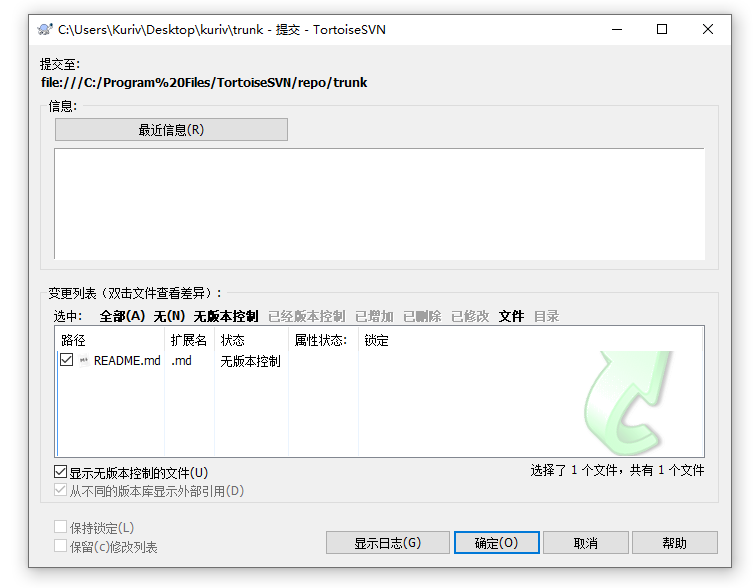 C:\Users\Kuriv\Desktop\kuriv\trunk - 提交 - TortoiseSVN
提交至:
file:///C:/Program%20Files/TortoiseSVN/repo/trunk
信息:
最近信息(R)
变更列表（双击文件查看差异）:
选中: 全部(A) 无(N) 无版本控制 已经版本控制 已增加 已删除 已修改 文件 目录
路径 扩展名 状态 属性状态: 锁定
README.md .md 无版本控制
显示无版本控制的文件(U)
选择了 1 个文件，共有 1 个文件
从不同的版本库显示外部引用(D)
保持锁定(L)
保留(c)修改列表
显示日志(G) 确定(O) 取消 帮助